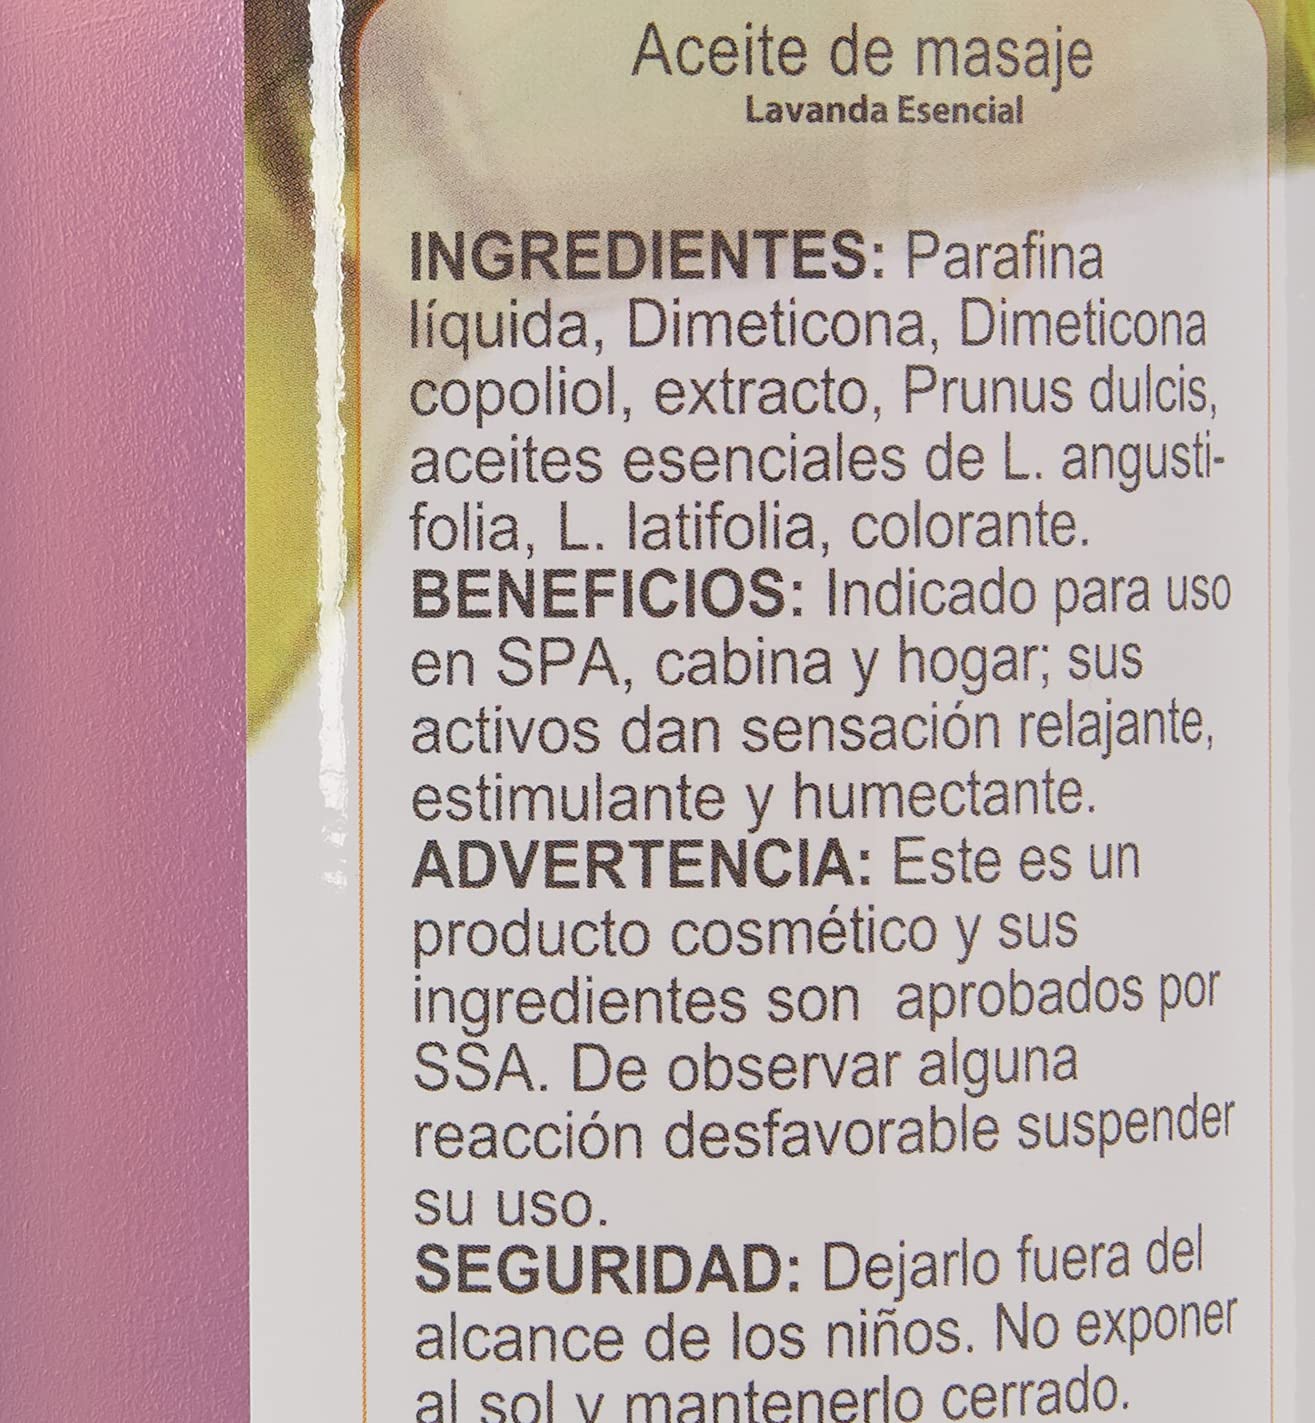 Aceite de masaje
Lavanda Esencial
INGREDIENTES: Parafina
líquida, Dimeticona, Dimeticona
copoliol, extracto, Prunus dulcis,
aceites esenciales de L. angusti-
folia, L. latifolia, colorante.
BENEFICIOS: Indicado para uso
en SPA, cabina y hogar; sus
activos dan sensación relajante,
estimulante y humectante.
ADVERTENCIA: Este es un
producto cosmético y sus
ingredientes son aprobados por
SSA. De observar alguna
reacción desfavorable suspender
su uso.
SEGURIDAD: Dejarlo fuera del
alcance de los niños. No exponer
al sol y mantenerlo cerrado.